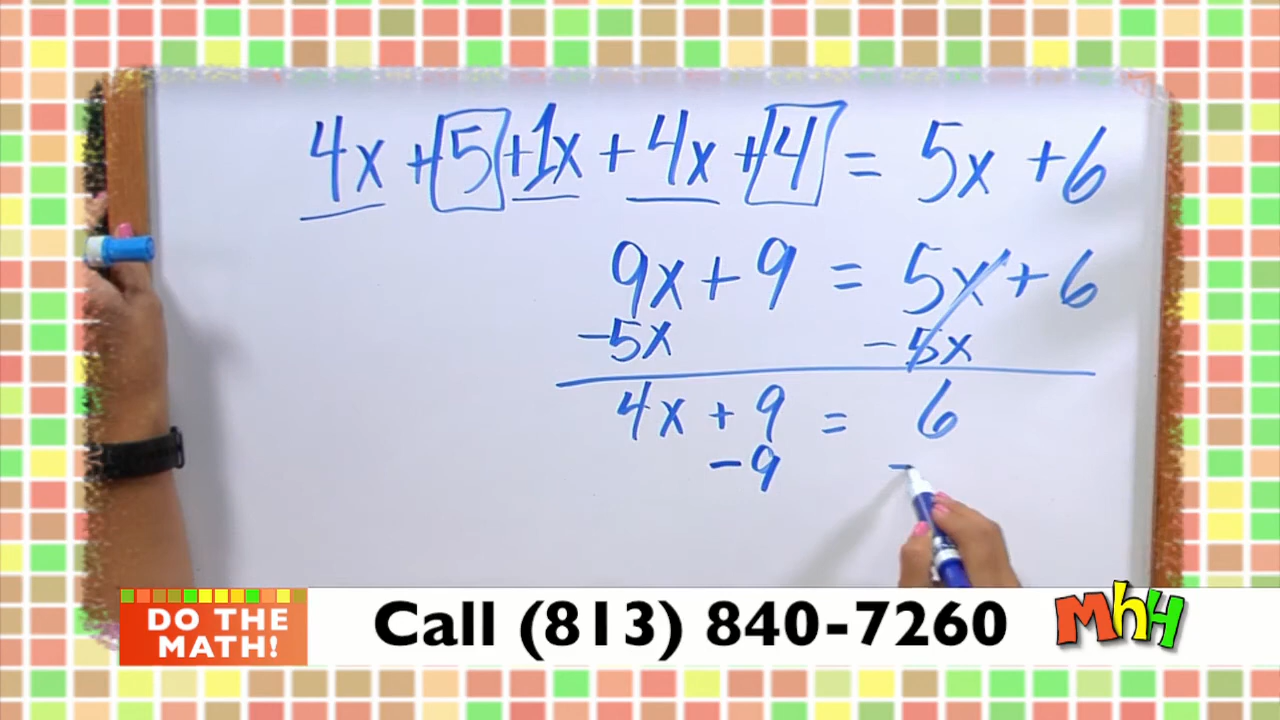 4x + 5 + 1x + 4x + 4 = 5x + 6
9x + 9 = 5x + 6
-5x -5x
4x + 9 = 6
-9 -
DO THE
MATH!
Call (813) 840-7260
Mh4